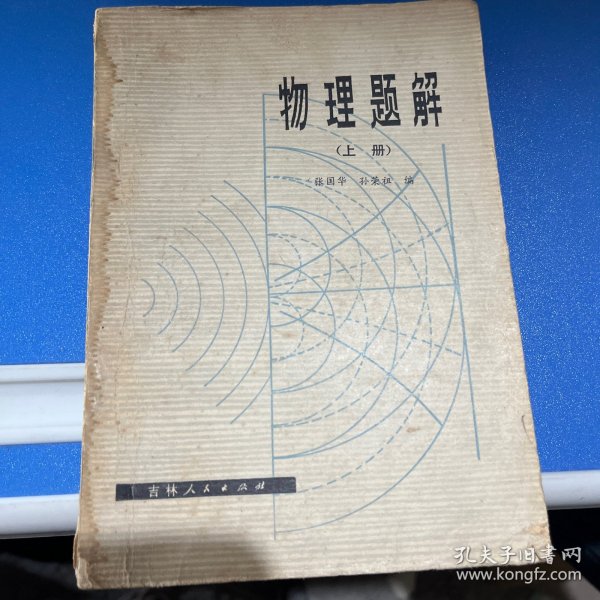 物理题解
（上 册）
张国华 孙荣祖 编
吉林人民出版社
孔夫子旧书网
www.kongfz.com